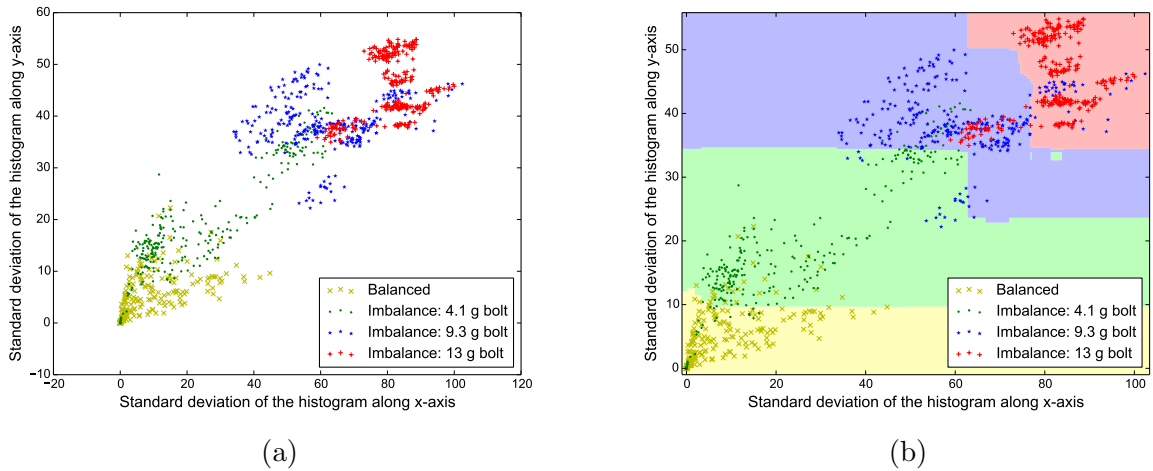 60
50
40
30
20
10
0
−10
Standard deviation of the histogram along y-axis
Balanced
Imbalance: 4.1 g bolt
Imbalance: 9.3 g bolt
Imbalance: 13 g bolt
−20 0 20 40 60 80 100 120
Standard deviation of the histogram along x-axis
(a)
50
40
30
20
10
0
Standard deviation of the histogram along y-axis
Balanced
Imbalance: 4.1 g bolt
Imbalance: 9.3 g bolt
Imbalance: 13 g bolt
0 20 40 60 80 100
Standard deviation of the histogram along x-axis
(b)